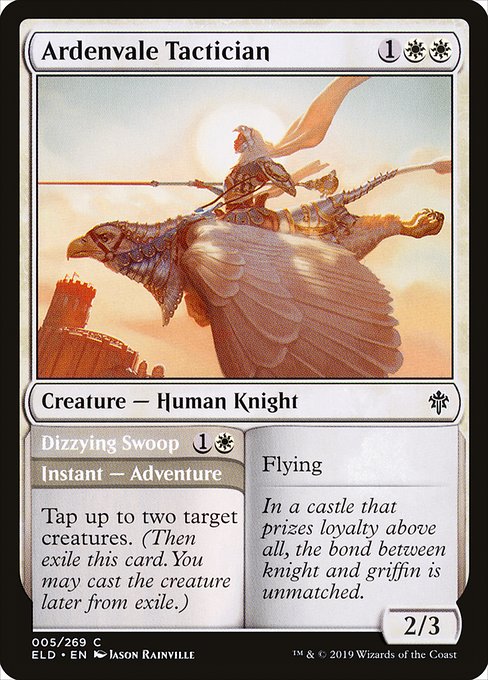 Ardenvale Tactician 1
Creature — Human Knight
Dizzying Swoop 1
Instant — Adventure
Tap up to two target
creatures. (Then
exile this card. You
may cast the creature
later from exile.)
Flying
In a castle that
prizes loyalty above
all, the bond between
knight and griffin is
unmatched.
2/3
005/269 C
ELD • EN Jason Rainville
™ & © 2019 Wizards of the Coast